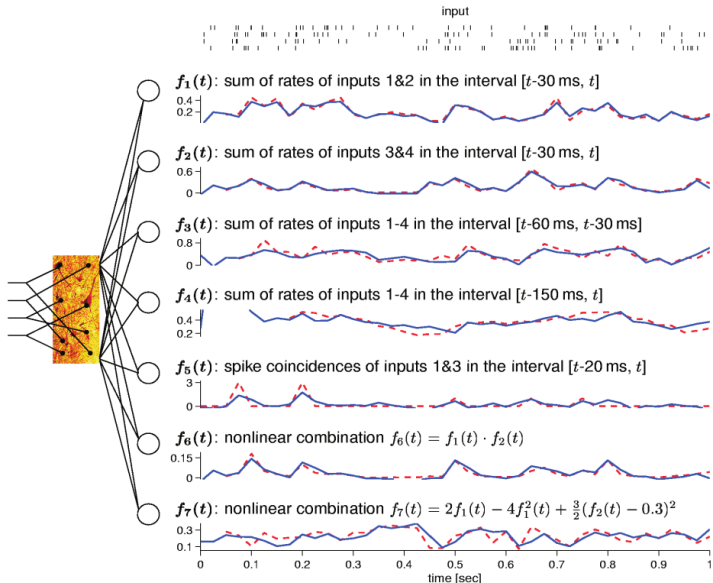 input
f₁(t): sum of rates of inputs 1&2 in the interval [t-30 ms, t]
0.4
0.2
0
f₂(t): sum of rates of inputs 3&4 in the interval [t-30 ms, t]
0.6
0
f₃(t): sum of rates of inputs 1-4 in the interval [t-60 ms, t-30 ms]
0.8
0
f₄(t): sum of rates of inputs 1-4 in the interval [t-150 ms, t]
0.4
0.2
f₅(t): spike coincidences of inputs 1&3 in the interval [t-20 ms, t]
3
0
f₆(t): nonlinear combination f₆(t) = f₁(t) · f₂(t)
0.15
0
f₇(t): nonlinear combination f₇(t) = 2f₁(t) − 4f₁²(t) + 3/2(f₂(t) − 0.3)²
0.3
0.1
0 0.1 0.2 0.3 0.4 0.5 0.6 0.7 0.8 0.9 1
time [sec]